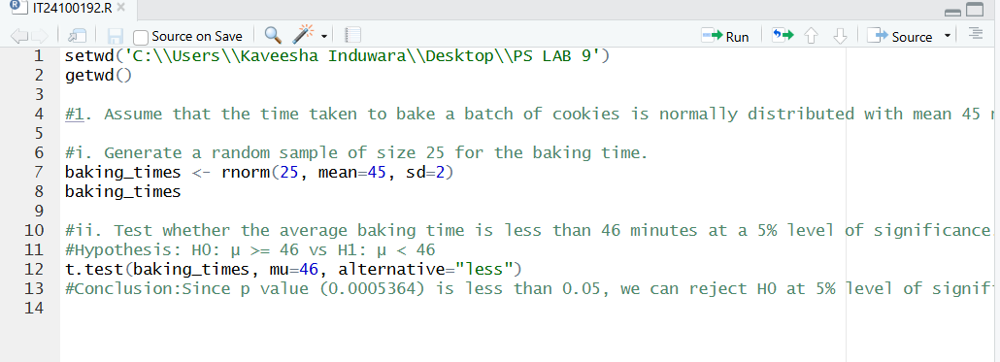 IT24100192.R
Source on Save
Run
Source
1 setwd('C:\\Users\\Kaveesha Induwara\\Desktop\\PS LAB 9')
2 getwd()
3
4 #1. Assume that the time taken to bake a batch of cookies is normally distributed with mean 45
5
6 #i. Generate a random sample of size 25 for the baking time.
7 baking_times <- rnorm(25, mean=45, sd=2)
8 baking_times
9
10 #ii. Test whether the average baking time is less than 46 minutes at a 5% level of significance
11 #Hypothesis: H0: μ >= 46 vs H1: μ < 46
12 t.test(baking_times, mu=46, alternative="less")
13 #Conclusion:Since p value (0.0005364) is less than 0.05, we can reject H0 at 5% level of
14